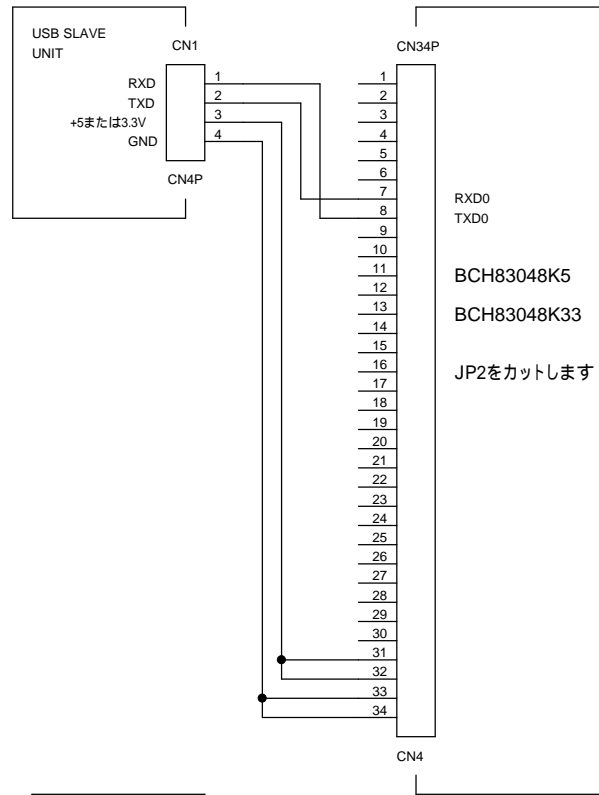 USB SLAVE
UNIT
CN1
RXD
TXD
+5または3.3V
GND
1
2
3
4
CN4P
CN34P
1
2
3
4
5
6
7
8
9
10
11
12
13
14
15
16
17
18
19
20
21
22
23
24
25
26
27
28
29
30
31
32
33
34
CN4
RXD0
TXD0
BCH83048K5
BCH83048K33
JP2をカットします